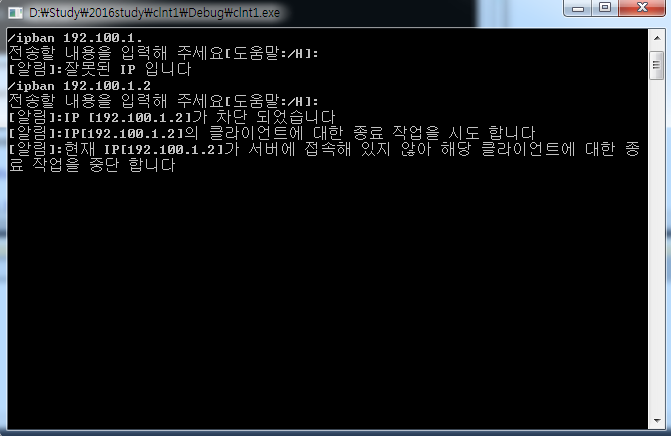 D:₩Study₩2016study₩clnt1₩Debug₩clnt1.exe
/ipban 192.100.1.
전송할 내용을 입력해 주세요[도움말:/H]:
[알림]:잘못된 IP 입니다
/ipban 192.100.1.2
전송할 내용을 입력해 주세요[도움말:/H]:
[알림]:IP [192.100.1.2]가 차단 되었습니다
[알림]:IP[192.100.1.2]의 클라이언트에 대한 종료 작업을 시도 합니다
[알림]:현재 IP[192.100.1.2]가 서버에 접속해 있지 않아 해당 클라이언트에 대한 종
료 작업을 중단 합니다